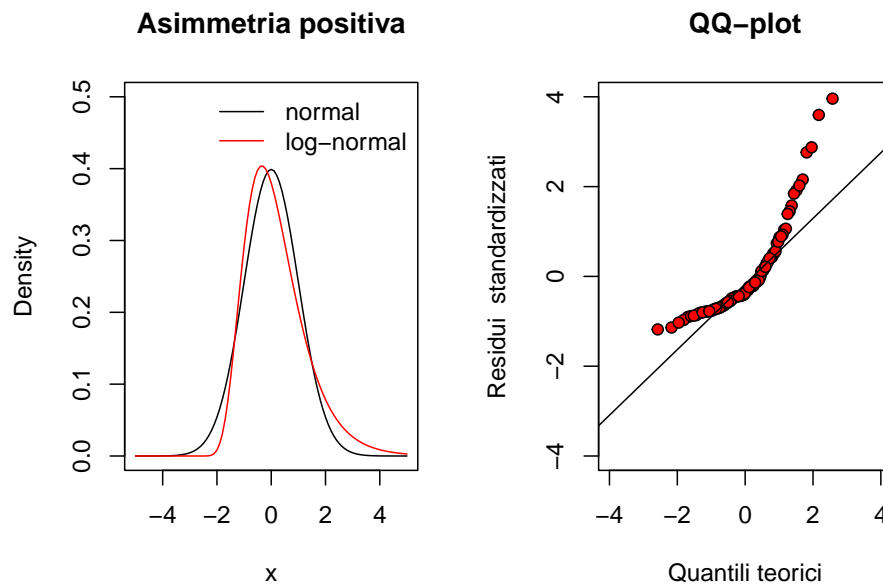 Asimmetria positiva
Density
0.0 0.1 0.2 0.3 0.4 0.5
normal
log−normal
−4 −2 0 2 4
x
QQ−plot
Residui standardizzati
−4 −2 0 2 4
−4 −2 0 2 4
Quantili teorici